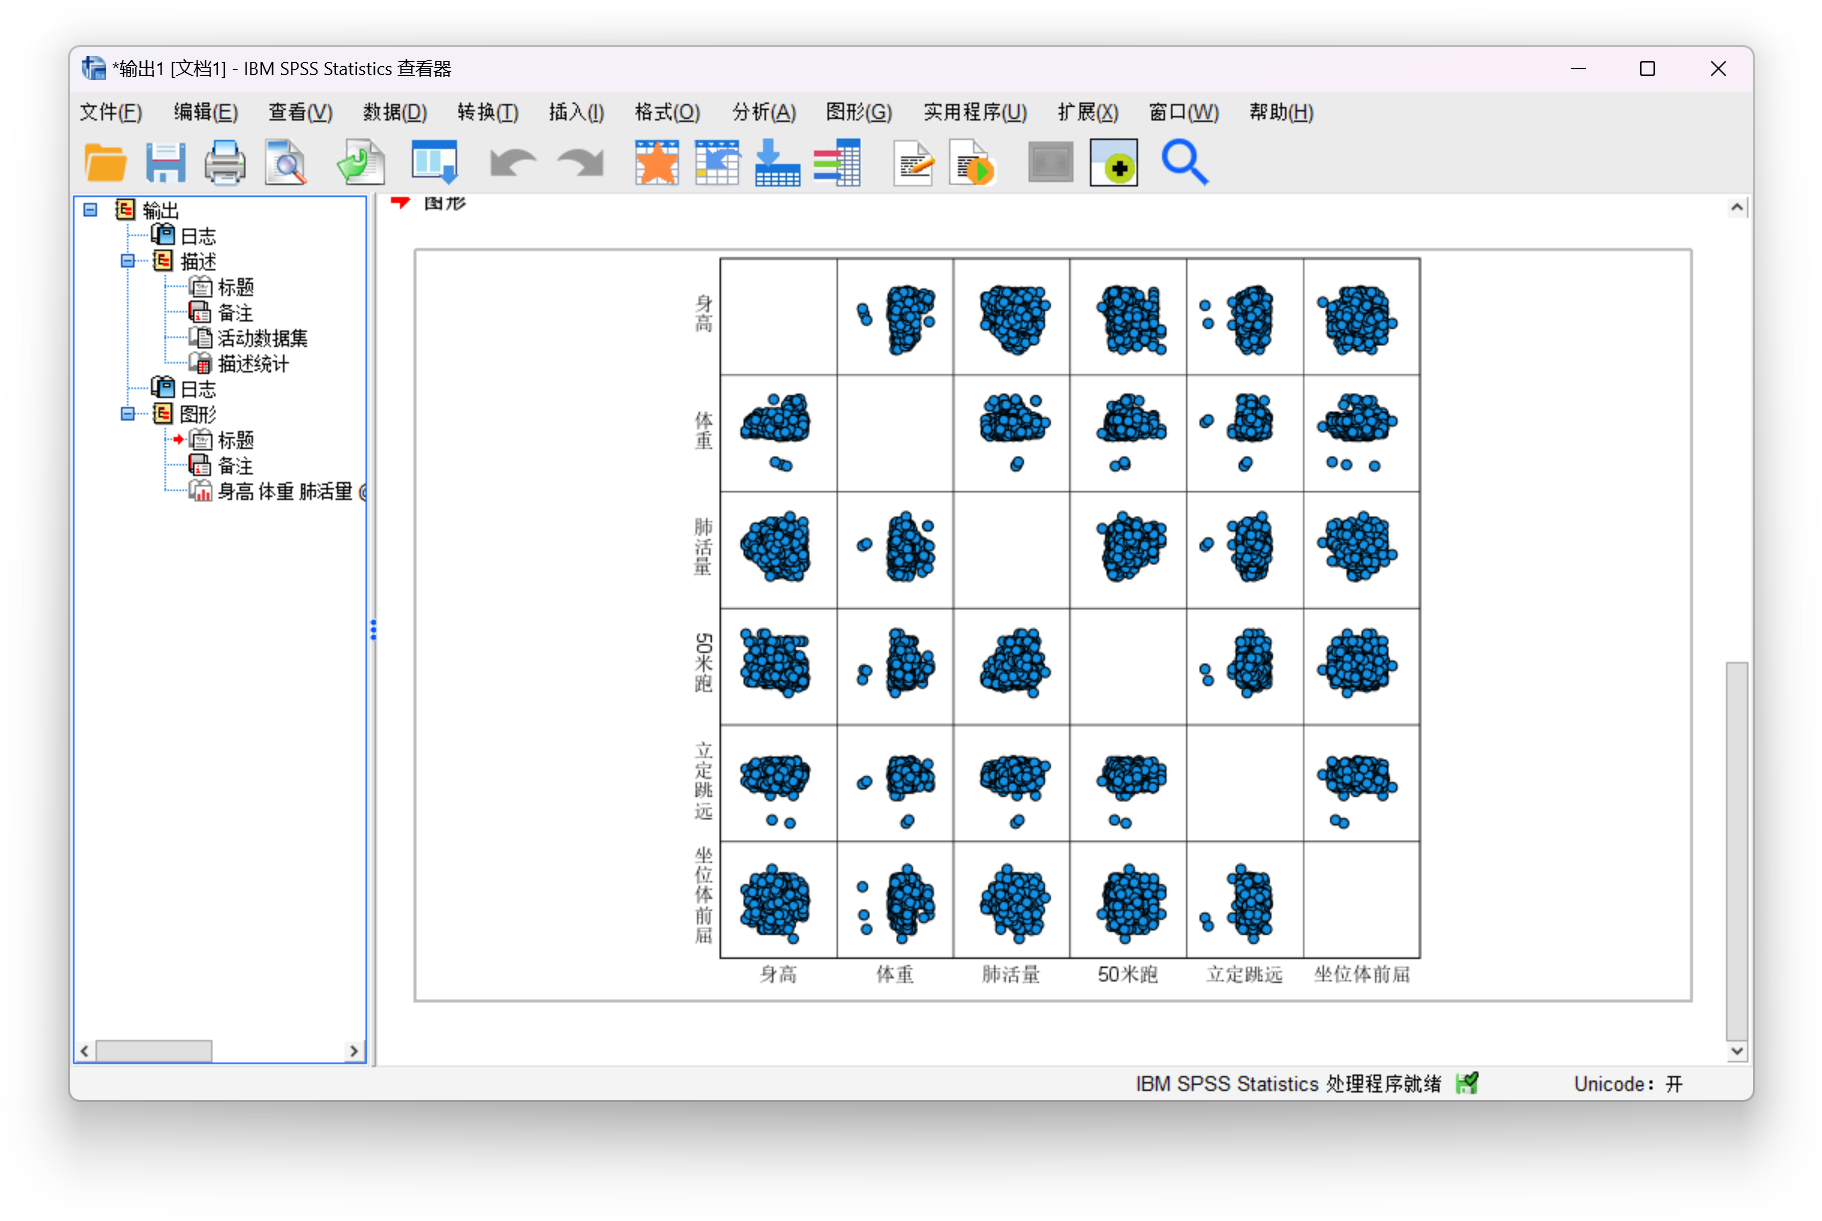 *输出1 [文档1] - IBM SPSS Statistics 查看器
文件(F) 编辑(E) 查看(V) 数据(D) 转换(T) 插入(I) 格式(O) 分析(A) 图形(G) 实用程序(U) 扩展(X) 窗口(W) 帮助(H)
输出
日志
描述
标题
备注
活动数据集
描述统计
日志
图形
标题
备注
身高 体重 肺活量
图形
身高
体重
肺活量
50米跑
立定跳远
坐位体前屈
身高 体重 肺活量 50米跑 立定跳远 坐位体前屈
IBM SPSS Statistics 处理程序就绪 Unicode: 开